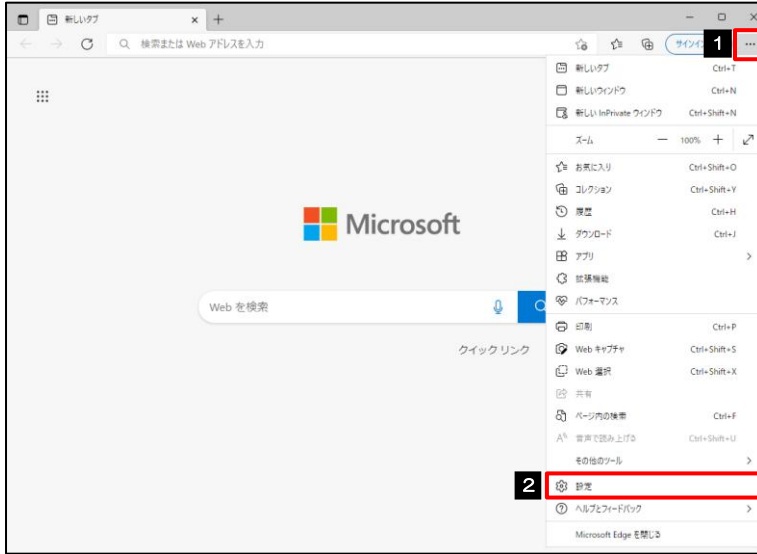 新しいタブ
検索または Web アドレスを入力
サインイン
1
新しいタブ Ctrl+T
新しいウィンドウ Ctrl+N
新しい InPrivate ウィンドウ Ctrl+Shift+N
ズーム 100%
お気に入り Ctrl+Shift+O
コレクション Ctrl+Shift+Y
履歴 Ctrl+H
ダウンロード Ctrl+J
アプリ
拡張機能
パフォーマンス
印刷 Ctrl+P
Web キャプチャ Ctrl+Shift+S
Web 選択 Ctrl+Shift+X
共有
ページ内の検索 Ctrl+F
音声で読み上げる Ctrl+Shift+U
その他のツール
2
設定
ヘルプとフィードバック
Microsoft Edge を閉じる
Microsoft
Web を検索
クイック リンク